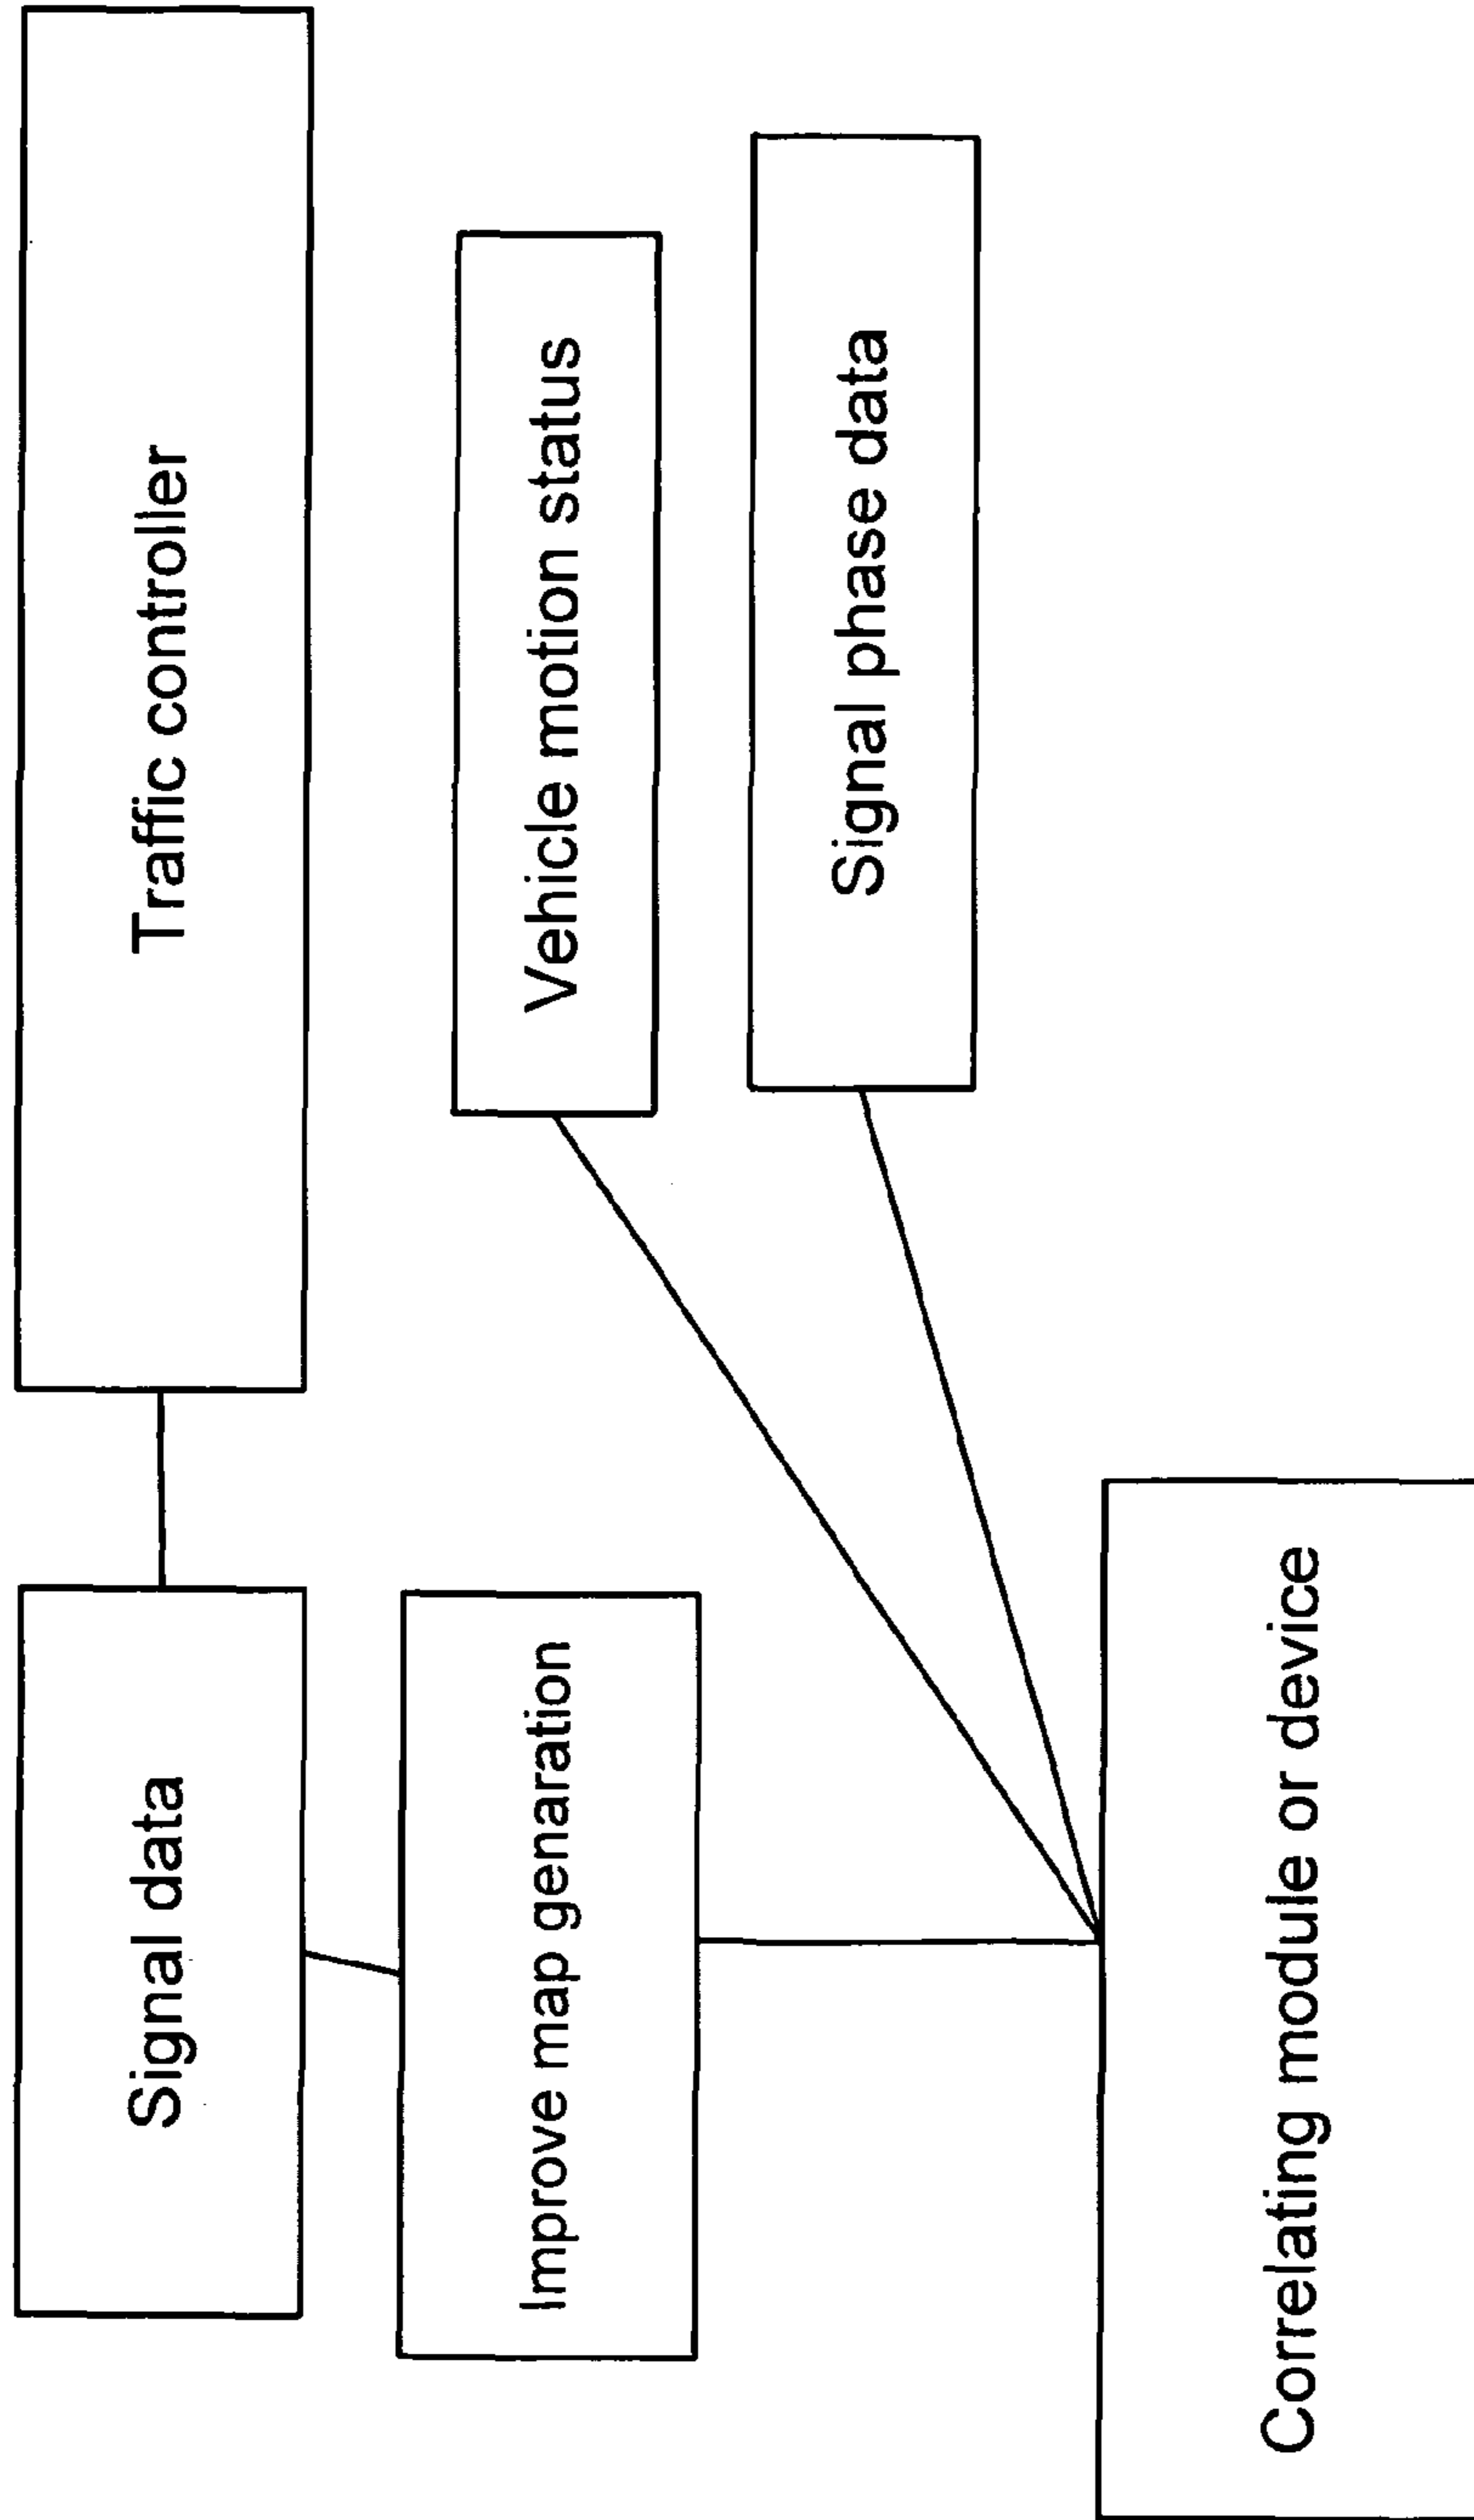 Signal data
Traffic controller
Improve map genaration
Vehicle motion status
Signal phase data
Correlating module or device